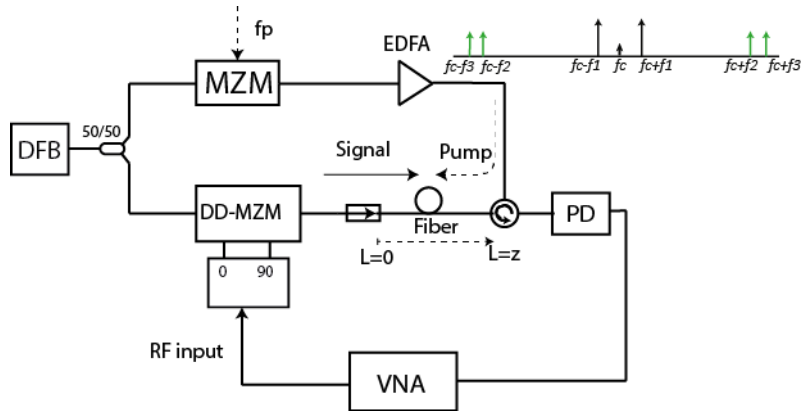 fp
EDFA
MZM
fc-f3
fc-f2
fc-f1
fc
fc+f1
fc+f2
fc+f3
50/50
DFB
Signal
Pump
DD-MZM
Fiber
PD
L=0
L=z
0
90
RF input
VNA